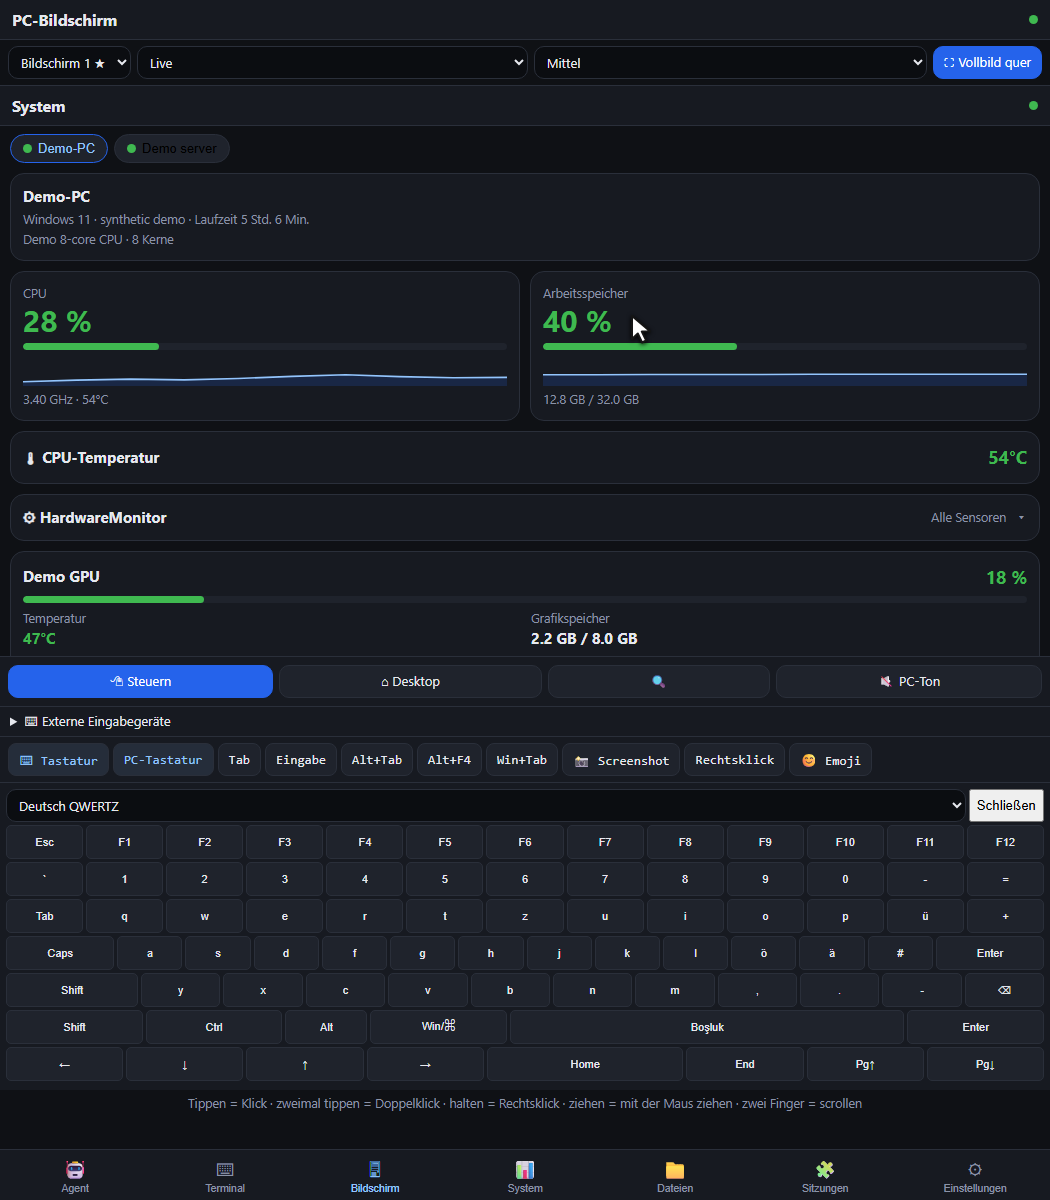 PC-Bildschirm
Bildschirm 1 ★ Live Mittel ⛶ Vollbild quer
System
Demo-PC Demo server
Demo-PC
Windows 11 · synthetic demo · Laufzeit 5 Std. 6 Min.
Demo 8-core CPU · 8 Kerne
CPU Arbeitsspeicher
28 % 40 %
3.40 GHz · 54°C 12.8 GB / 32.0 GB
🌡 CPU-Temperatur 54°C
⚙ HardwareMonitor Alle Sensoren
Demo GPU 18 %
Temperatur Grafikspeicher
47°C 2.2 GB / 8.0 GB
Steuern ⌂ Desktop 🔍 PC-Ton
Externe Eingabegeräte
Tastatur PC-Tastatur Tab Eingabe Alt+Tab Alt+F4 Win+Tab Screenshot Rechtsklick Emoji
Deutsch QWERTZ Schließen
Esc F1 F2 F3 F4 F5 F6 F7 F8 F9 F10 F11 F12
` 1 2 3 4 5 6 7 8 9 0 - =
Tab q w e r t z u i o p ü +
Caps a s d f g h j k l ö ä # Enter
Shift y x c v b n m , . - ⌫
Shift Ctrl Alt Win/⌘ Boşluk Enter
← ↓ ↑ → Home End Pg↑ Pg↓
Tippen = Klick · zweimal tippen = Doppelklick · halten = Rechtsklick · ziehen = mit der Maus ziehen · zwei Finger = scrollen
Agent Terminal Bildschirm System Dateien Sitzungen Einstellungen